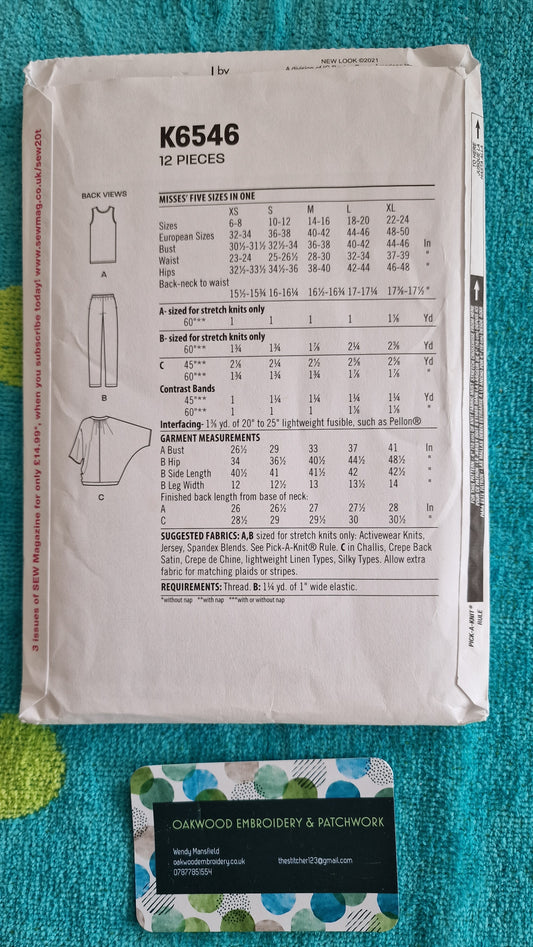 I by
NEW LOOK ©2021
K6546
12 PIECES
BACK VIEWS
A
B
C
MISSES' FIVE SIZES IN ONE
XS S M L XL
Sizes 6-8 10-12 14-16 18-20 22-24
European Sizes 32-34 36-38 40-42 44-46 48-50
Bust 30½-31½ 32½-34 36-38 40-42 44-46 In
Waist 23-24 25-26½ 28-30 32-34 37-39 "
Hips 32½-33½ 34½-36 38-40 42-44 46-48 "
Back-neck to waist
15½-15¾ 16-16¼ 16½-16¾ 17-17¼ 17⅜-17½ "
A- sized for stretch knits only
60"** 1 1 1 1 1⅛ Yd
B- sized for stretch knits only
60"** 1¾ 1¾ 1⅞ 2¼ 2⅜ Yd
C 45"** 2⅛ 2¼ 2½ 2⅝ 2⅝ Yd
60"** 1¾ 1¾ 1¾ 1⅞ 1⅞ "
Contrast Bands
45"** 1 1¼ 1¼ 1¼ 1¼ Yd
60"** 1 1 1 1⅛ 1⅛ "
Interfacing- 1⅜ yd. of 20" to 25" lightweight fusible, such as Pellon®
GARMENT MEASUREMENTS
A Bust 26½ 29 33 37 41 In
B Hip 34 36½ 40½ 44½ 48½ "
B Side Length 40½ 41 41½ 42 42½ "
B Leg Width 12 12½ 13 13½ 14 "
Finished back length from base of neck:
A 26 26½ 27 27½ 28 In
C 28½ 29 29½ 30 30½ "
SUGGESTED FABRICS: A,B sized for stretch knits only: Activewear Knits,
Jersey, Spandex Blends. See Pick-A-Knit® Rule. C in Challis, Crepe Back
Satin, Crepe de Chine, lightweight Linen Types, Silky Types. Allow extra
fabric for matching plaids or stripes.
REQUIREMENTS: Thread. B: 1¼ yd. of 1" wide elastic.
*without nap **with nap ***with or without nap
3 issues of SEW Magazine for only £14.99*, when you subscribe today! www.sewmag.co.uk/sew20t
TO HERE
PICK-A-KNIT®
RULE
OAKWOOD EMBROIDERY & PATCHWORK
Wendy Mansfield
oakwoodembroidery.co.uk thestitcher123@gmail.com
07877851554